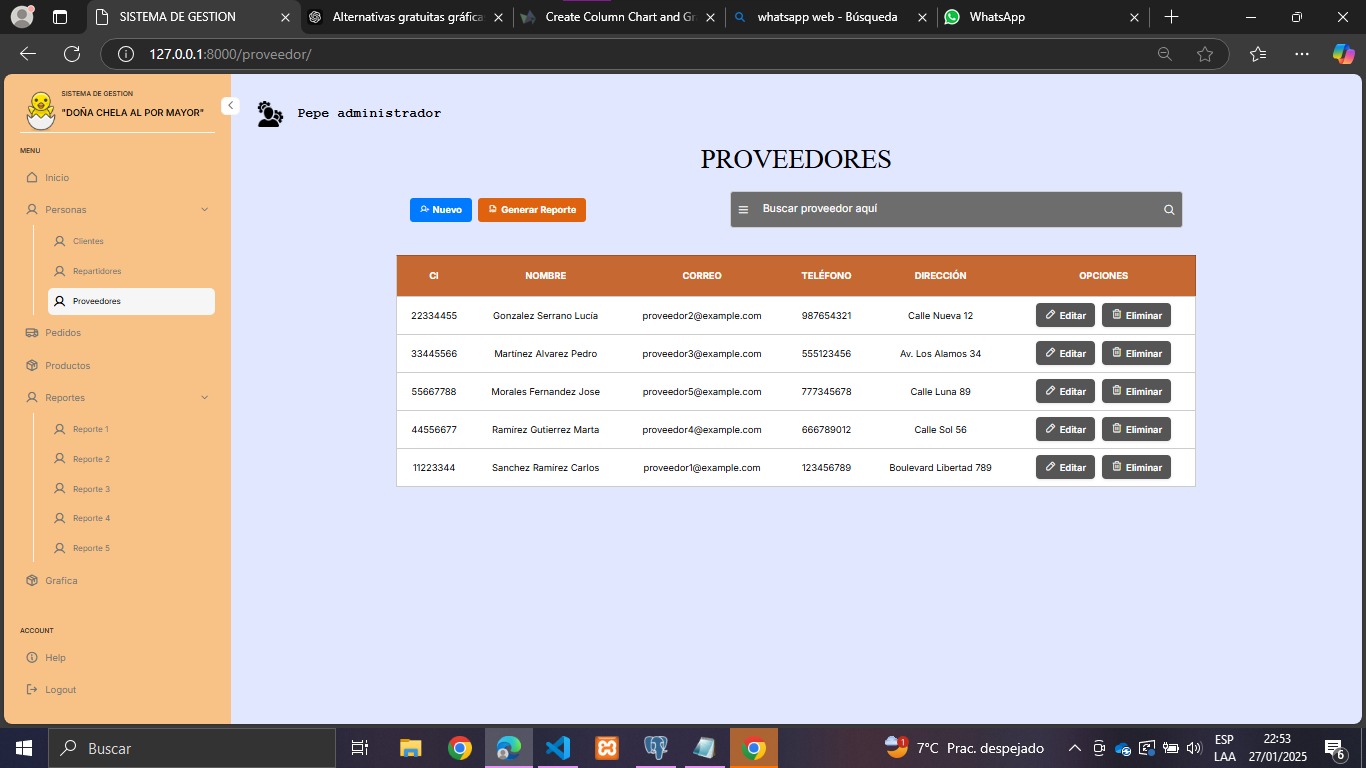 SISTEMA DE GESTION
Alternativas gratuitas gráfica
Create Column Chart and Gr
whatsapp web - Búsqueda
WhatsApp
127.0.0.1:8000/proveedor/
SISTEMA DE GESTION
"DOÑA CHELA AL POR MAYOR"
MENU
Inicio
Personas
Clientes
Repartidores
Proveedores
Pedidos
Productos
Reportes
Reporte 1
Reporte 2
Reporte 3
Reporte 4
Reporte 5
Grafica
ACCOUNT
Help
Logout
Pepe administrador
PROVEEDORES
Nuevo Generar Reporte Buscar proveedor aquí
CI NOMBRE CORREO TELÉFONO DIRECCIÓN OPCIONES
22334455 Gonzalez Serrano Lucía proveedor2@example.com 987654321 Calle Nueva 12 Editar Eliminar
33445566 Martínez Alvarez Pedro proveedor3@example.com 555123456 Av. Los Alamos 34 Editar Eliminar
55667788 Morales Fernandez Jose proveedor5@example.com 777345678 Calle Luna 89 Editar Eliminar
44556677 Ramírez Gutierrez Marta proveedor4@example.com 666789012 Calle Sol 56 Editar Eliminar
11223344 Sanchez Ramírez Carlos proveedor1@example.com 123456789 Boulevard Libertad 789 Editar Eliminar
Buscar
1
7°C Prac. despejado
ESP
LAA
22:53
27/01/2025
6